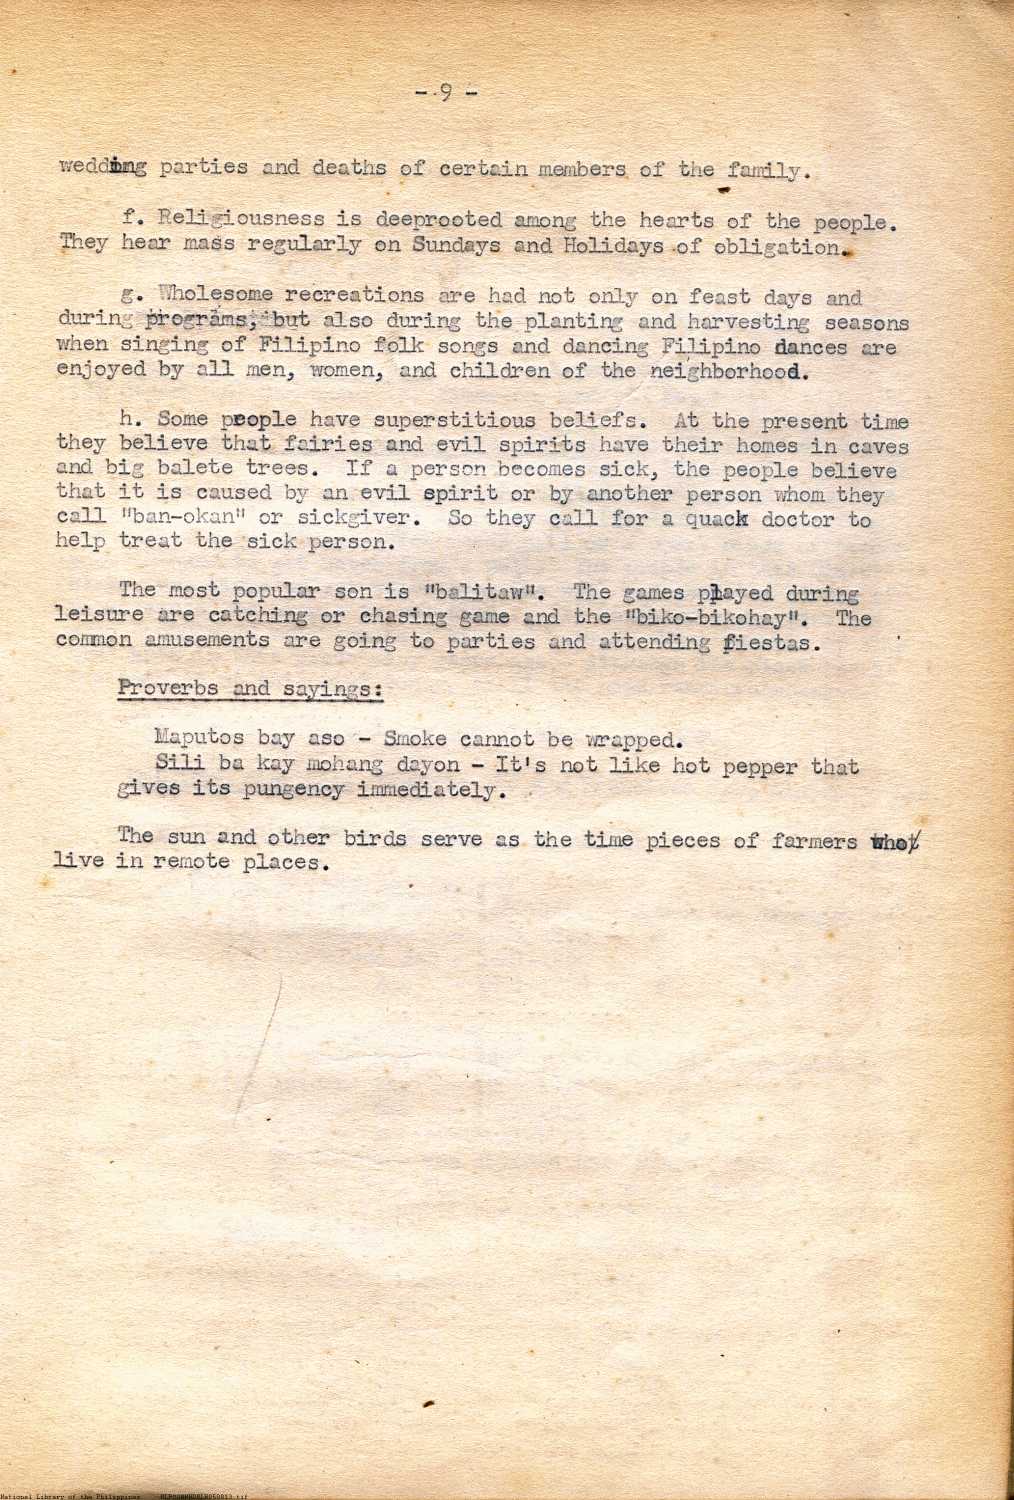 - 9 -
wedding parties and deaths of certain members of the family.
f. Religiousness is deeprooted among the hearts of the people.
They hear mass regularly on Sundays and Holidays of obligation.
g. Wholesome recreations are had not only on feast days and
during programs, but also during the planting and harvesting seasons
when singing of Filipino folk songs and dancing Filipino dances are
enjoyed by all men, women, and children of the neighborhood.
h. Some people have superstitious beliefs. At the present time
they believe that fairies and evil spirits have their homes in caves
and big balete trees. If a person becomes sick, the people believe
that it is caused by an evil spirit or by another person whom they
call "ban-okan" or sickgiver. So they call for a quack doctor to
help treat the sick person.
The most popular son is "balitaw". The games played during
leisure are catching or chasing game and the "biko-bikohay". The
common amusements are going to parties and attending fiestas.
Proverbs and sayings:
Maputos bay aso - Smoke cannot be wrapped.
Sili ba kay mohang dayon - It's not like hot pepper that
gives its pungency immediately.
The sun and other birds serve as the time pieces of farmers who
live in remote places.
National Library of the Philippines